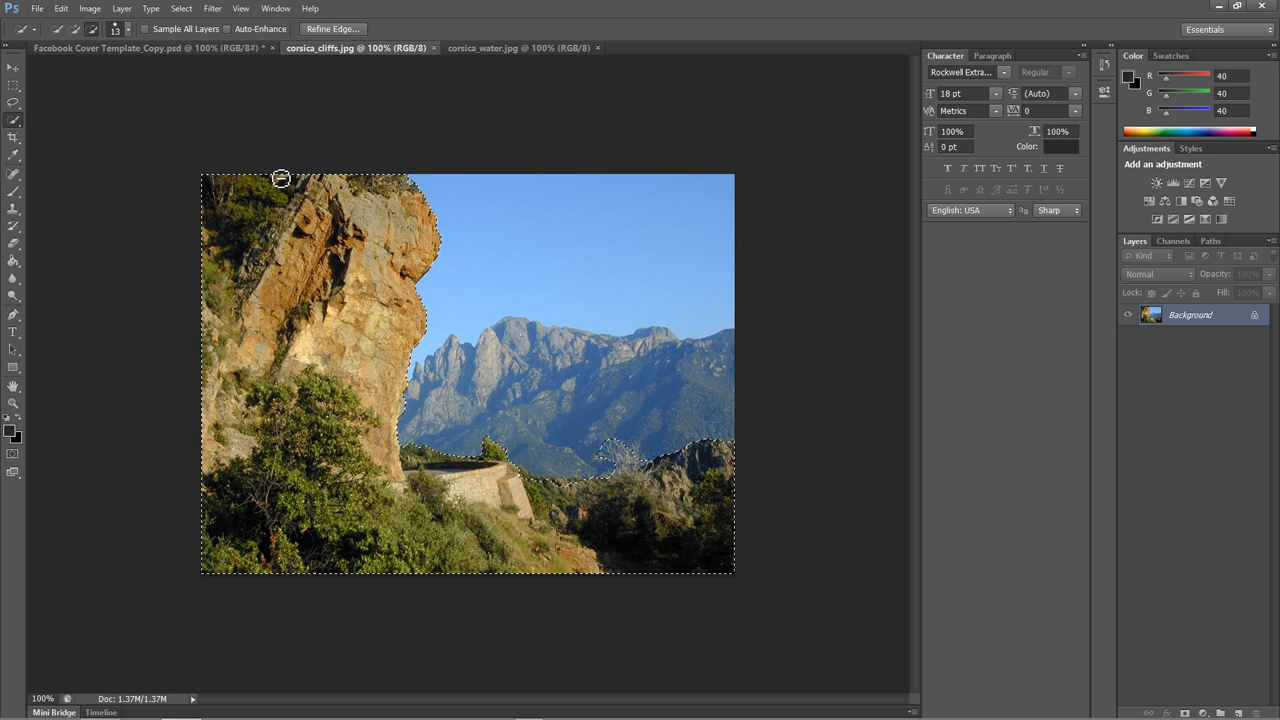 Ps File Edit Image Layer Type Select Filter View Window Help
13 Sample All Layers Auto-Enhance Refine Edge... Essentials
Facebook Cover Template_Copy.psd @ 100% (RGB/8#) * × corsica_cliffs.jpg @ 100% (RGB/8) × corsica_water.jpg @ 100% (RGB/8) ×
Character Paragraph
Rockwell Extra... Regular
18 pt (Auto)
Metrics 0
100% 100%
0 pt Color:
English: USA Sharp
Color Swatches
R 40
G 40
B 40
Adjustments Styles
Add an adjustment
Layers Channels Paths
Kind
Normal Opacity: 100%
Lock: Fill: 100%
Background
100% Doc: 1.37M/1.37M
Mini Bridge Timeline